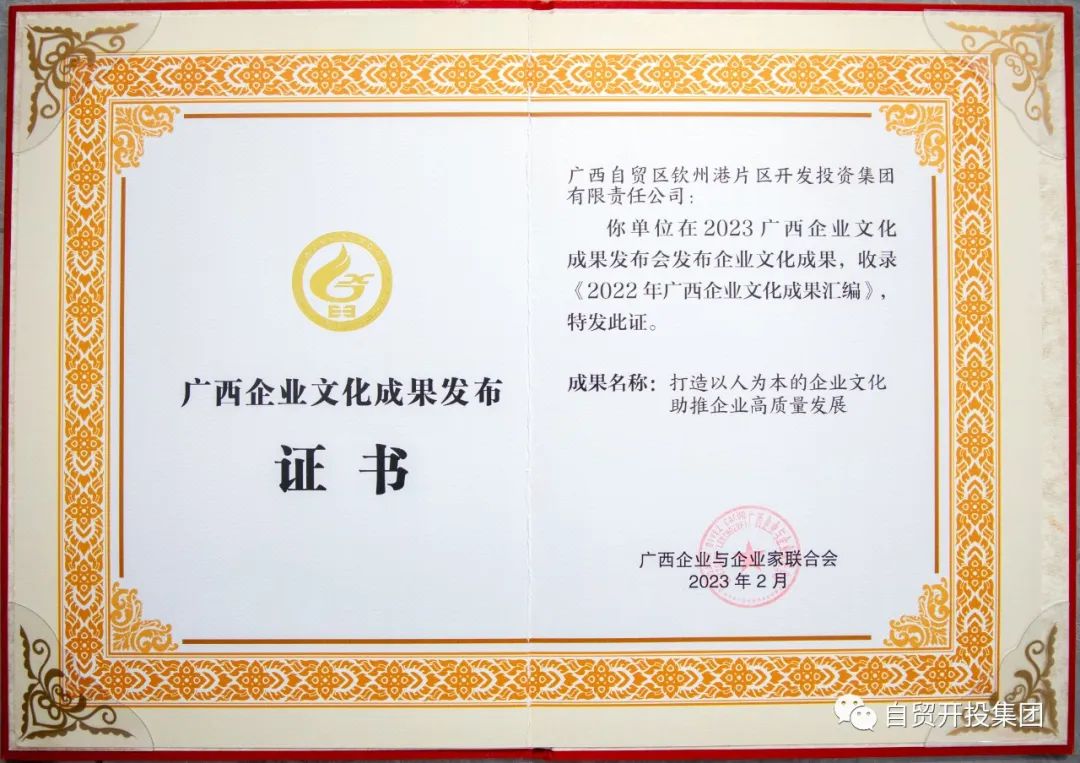 广西企业文化成果发布
证书
广西自贸区钦州港片区开发投资集团
有限责任公司：
你单位在2023广西企业文化
成果发布会发布企业文化成果，收录
《2022年广西企业文化成果汇编》，
特发此证。
成果名称：打造以人为本的企业文化
助推企业高质量发展
广西企业与企业家联合会
2023年2月
自贸开投集团